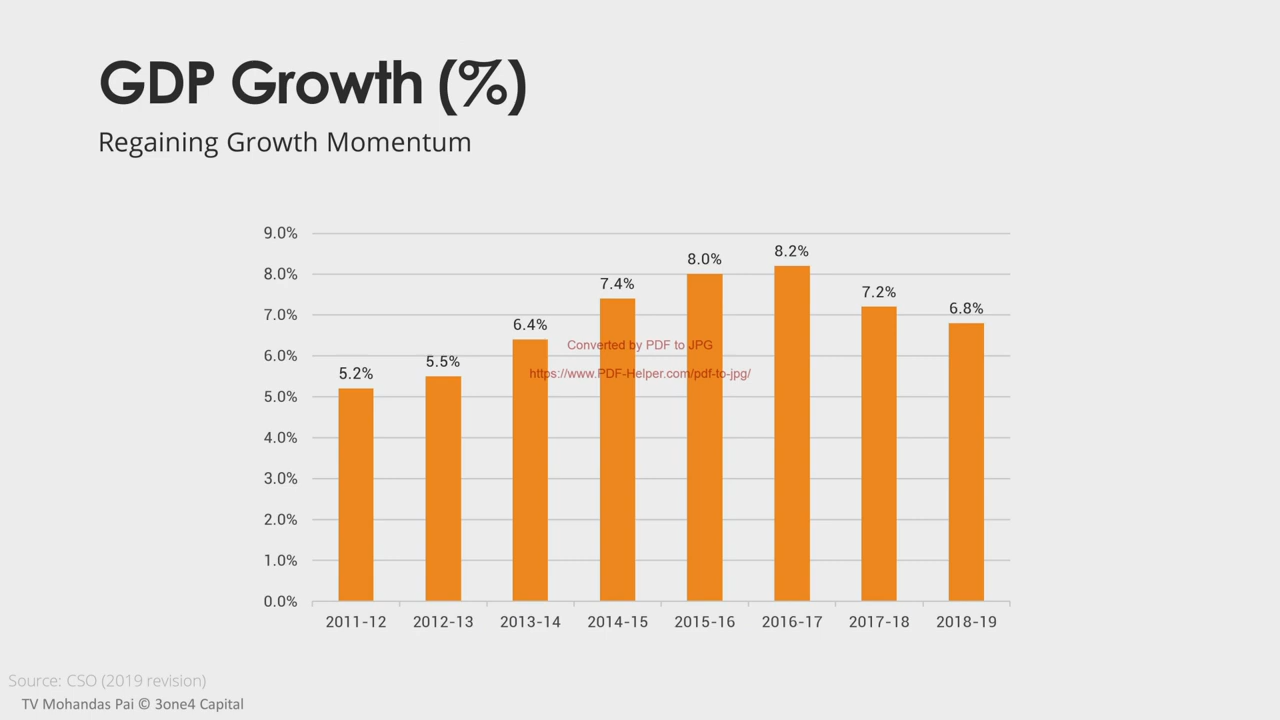 GDP Growth (%)
Regaining Growth Momentum
9.0%
8.0%
7.0%
6.0%
5.0%
4.0%
3.0%
2.0%
1.0%
0.0%
5.2%
5.5%
6.4%
7.4%
8.0%
8.2%
7.2%
6.8%
Converted by PDF to JPG
https://www.PDF-Helper.com/pdf-to-jpg/
2011-12 2012-13 2013-14 2014-15 2015-16 2016-17 2017-18 2018-19
Source: CSO (2019 revision)
TV Mohandas Pai © 3one4 Capital